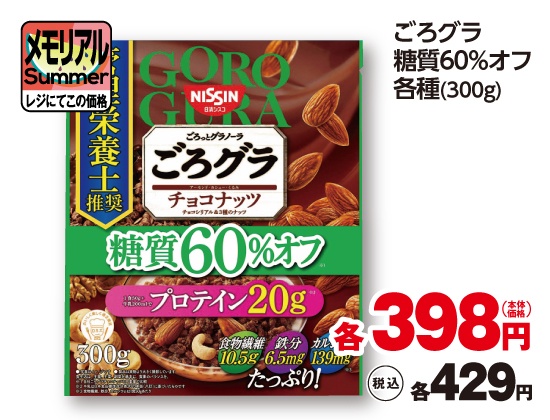 メモリアル
Summer
レジにてこの価格
ごろグラ
糖質60%オフ
各種(300g)
GORO
GURA
NISSIN
日清シスコ
栄養士
推奨
ごろっとグラノーラ
ごろグラ
チョコナッツ
チョコシリアル&3種のナッツ
糖質60%オフ
プロテイン20g
食物繊維 鉄分 カル
10.5g 6.5mg 139mg
たっぷり!
300g
各398円
(本体価格)
税込 各429円